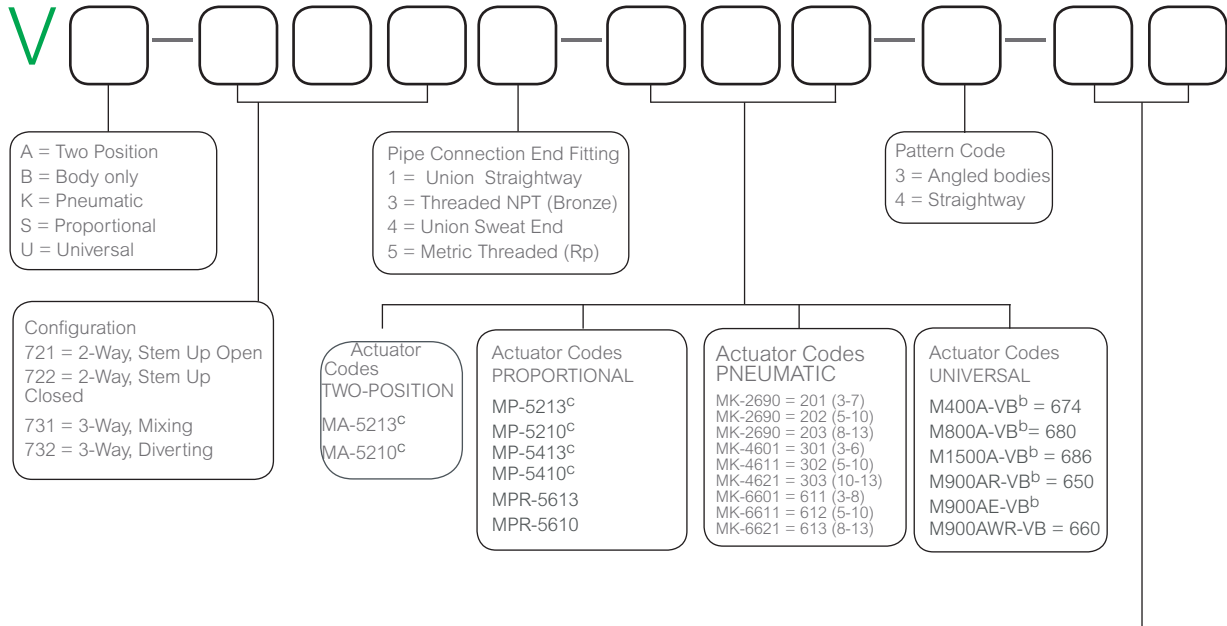 V
A = Two Position
B = Body only
K = Pneumatic
S = Proportional
U = Universal
Pipe Connection End Fitting
1 = Union Straightway
3 = Threaded NPT (Bronze)
4 = Union Sweat End
5 = Metric Threaded (Rp)
Pattern Code
3 = Angled bodies
4 = Straightway
Configuration
721 = 2-Way, Stem Up Open
722 = 2-Way, Stem Up
Closed
731 = 3-Way, Mixing
732 = 3-Way, Diverting
Actuator
Codes
TWO-POSITION
MA-5213c
MA-5210c
Actuator Codes
PROPORTIONAL
MP-5213c
MP-5210c
MP-5413c
MP-5410c
MPR-5613
MPR-5610
Actuator Codes
PNEUMATIC
MK-2690 = 201 (3-7)
MK-2690 = 202 (5-10)
MK-2690 = 203 (8-13)
MK-4601 = 301 (3-6)
MK-4611 = 302 (5-10)
MK-4621 = 303 (10-13)
MK-6601 = 611 (3-8)
MK-6611 = 612 (5-10)
MK-6621 = 613 (8-13)
Actuator Codes
UNIVERSAL
M400A-VBb = 674
M800A-VBb = 680
M1500A-VBb = 686
M900AR-VBb = 650
M900AE-VBb
M900AWR-VB = 660